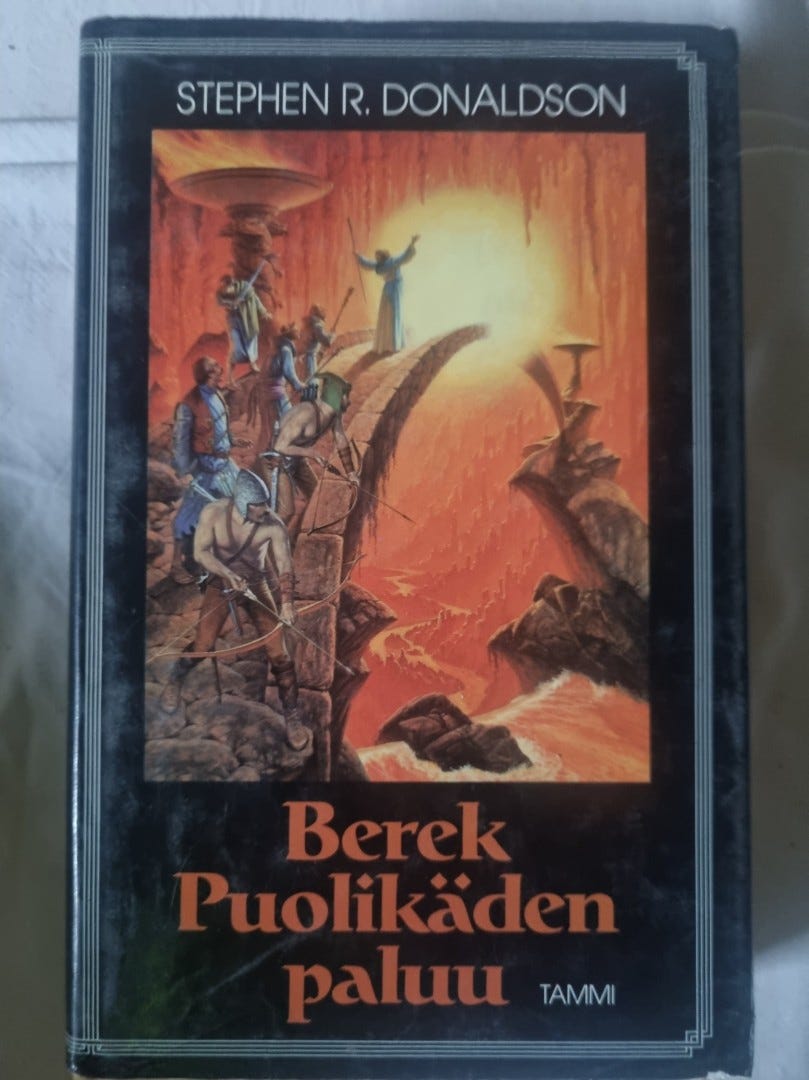 STEPHEN R. DONALDSON
Berek
Puolikäden
paluu TAMMI